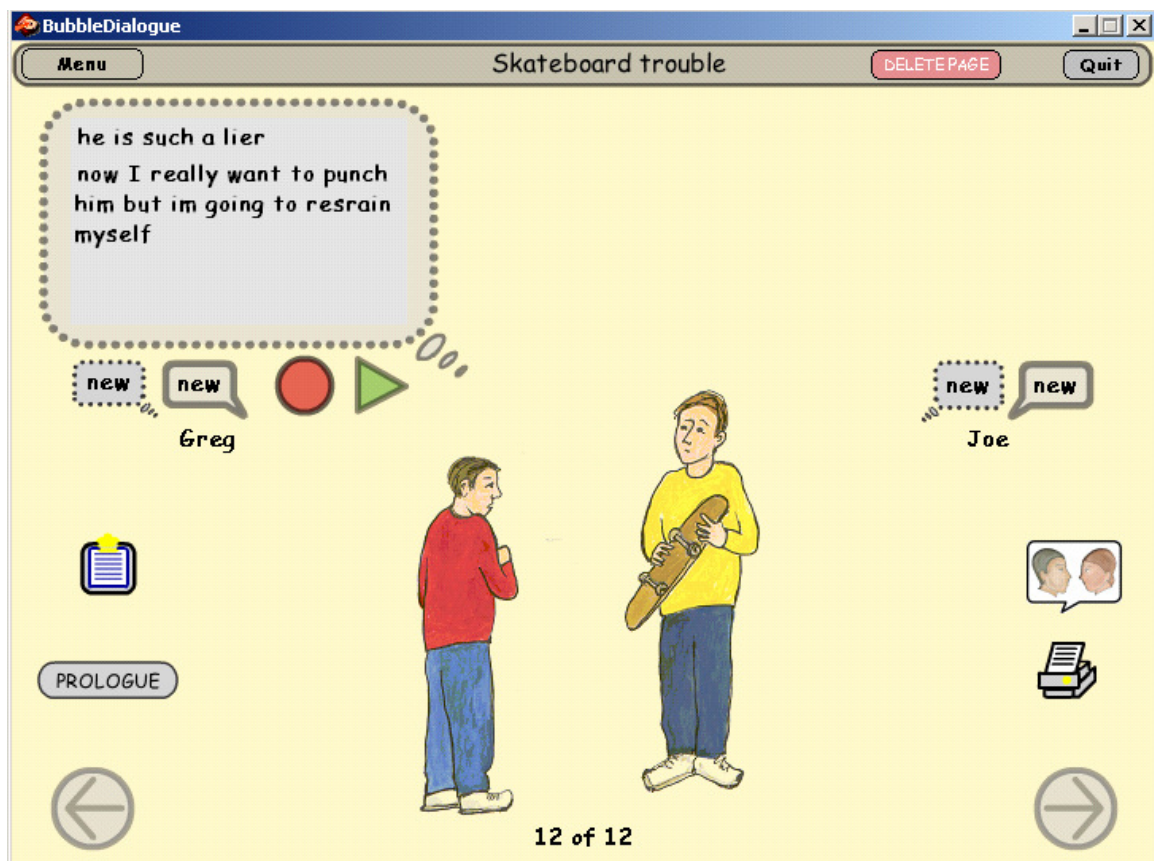 BubbleDialogue
Menu
Skateboard trouble
DELETE PAGE
Quit
he is such a lier
now I really want to punch
him but im going to resrain
myself
new
new
new
new
Greg
Joe
PROLOGUE
12 of 12